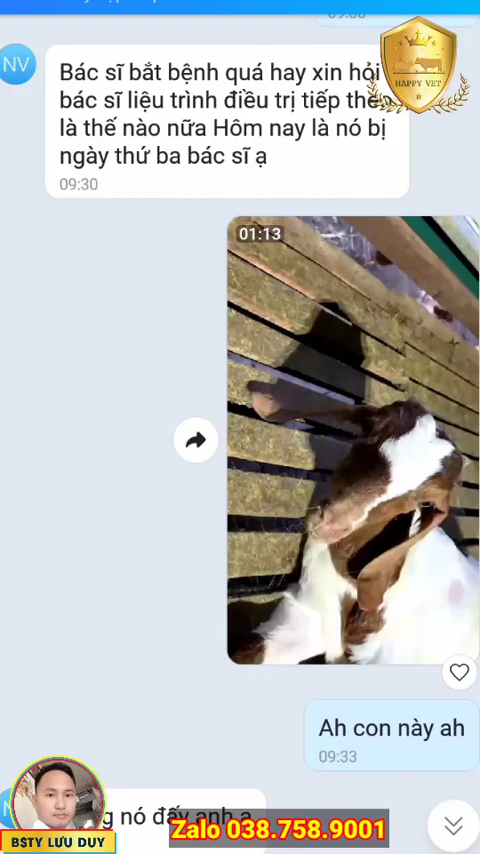 HAPPY VET
NV
Bác sĩ bắt bệnh quá hay xin hỏi
bác sĩ liệu trình điều trị tiếp
là thế nào nữa Hôm nay là nó bị
ngày thứ ba bác sĩ ạ
09:30
01:13
Ah con này ah
09:33
nó đấy anh ạ
Zalo 038.758.9001
BSTY LƯU DUY